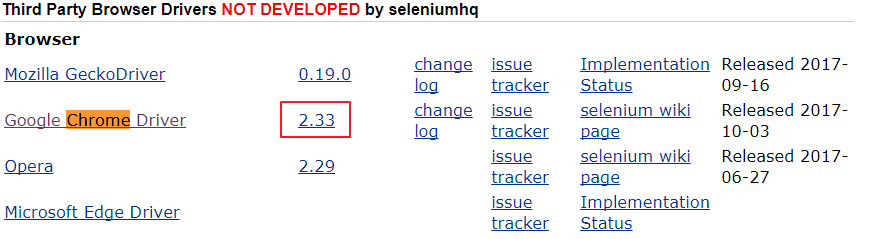 Third Party Browser Drivers NOT DEVELOPED by seleniumhq
Browser
Mozilla GeckoDriver 0.19.0 change log issue tracker Implementation Status Released 2017-09-16
Google Chrome Driver 2.33 change log issue tracker selenium wiki page Released 2017-10-03
Opera 2.29 issue tracker selenium wiki page Released 2017-06-27
Microsoft Edge Driver issue tracker Implementation Status